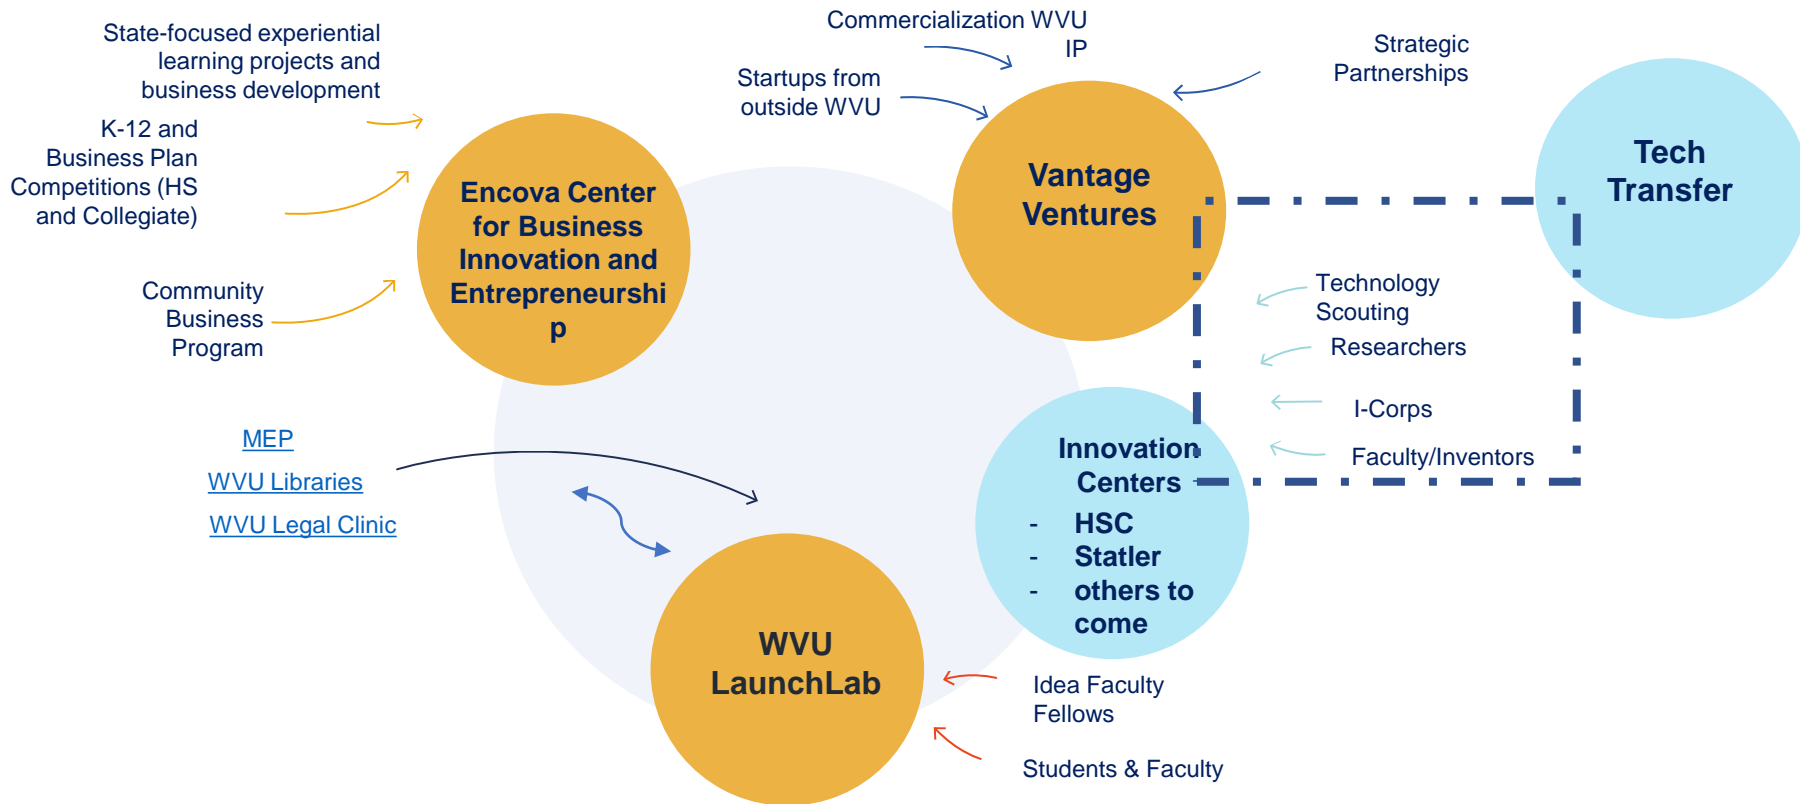 State-focused experiential
learning projects and
business development
K-12 and
Business Plan
Competitions (HS
and Collegiate)
Community
Business
Program
Encova Center
for Business
Innovation and
Entrepreneurshi
p
Commercialization WVU
IP
Startups from
outside WVU
Strategic
Partnerships
Vantage
Ventures
Tech
Transfer
Technology
Scouting
Researchers
I-Corps
Faculty/Inventors
MEP
WVU Libraries
WVU Legal Clinic
Innovation
Centers
- HSC
- Statler
- others to
come
WVU
LaunchLab
Idea Faculty
Fellows
Students & Faculty